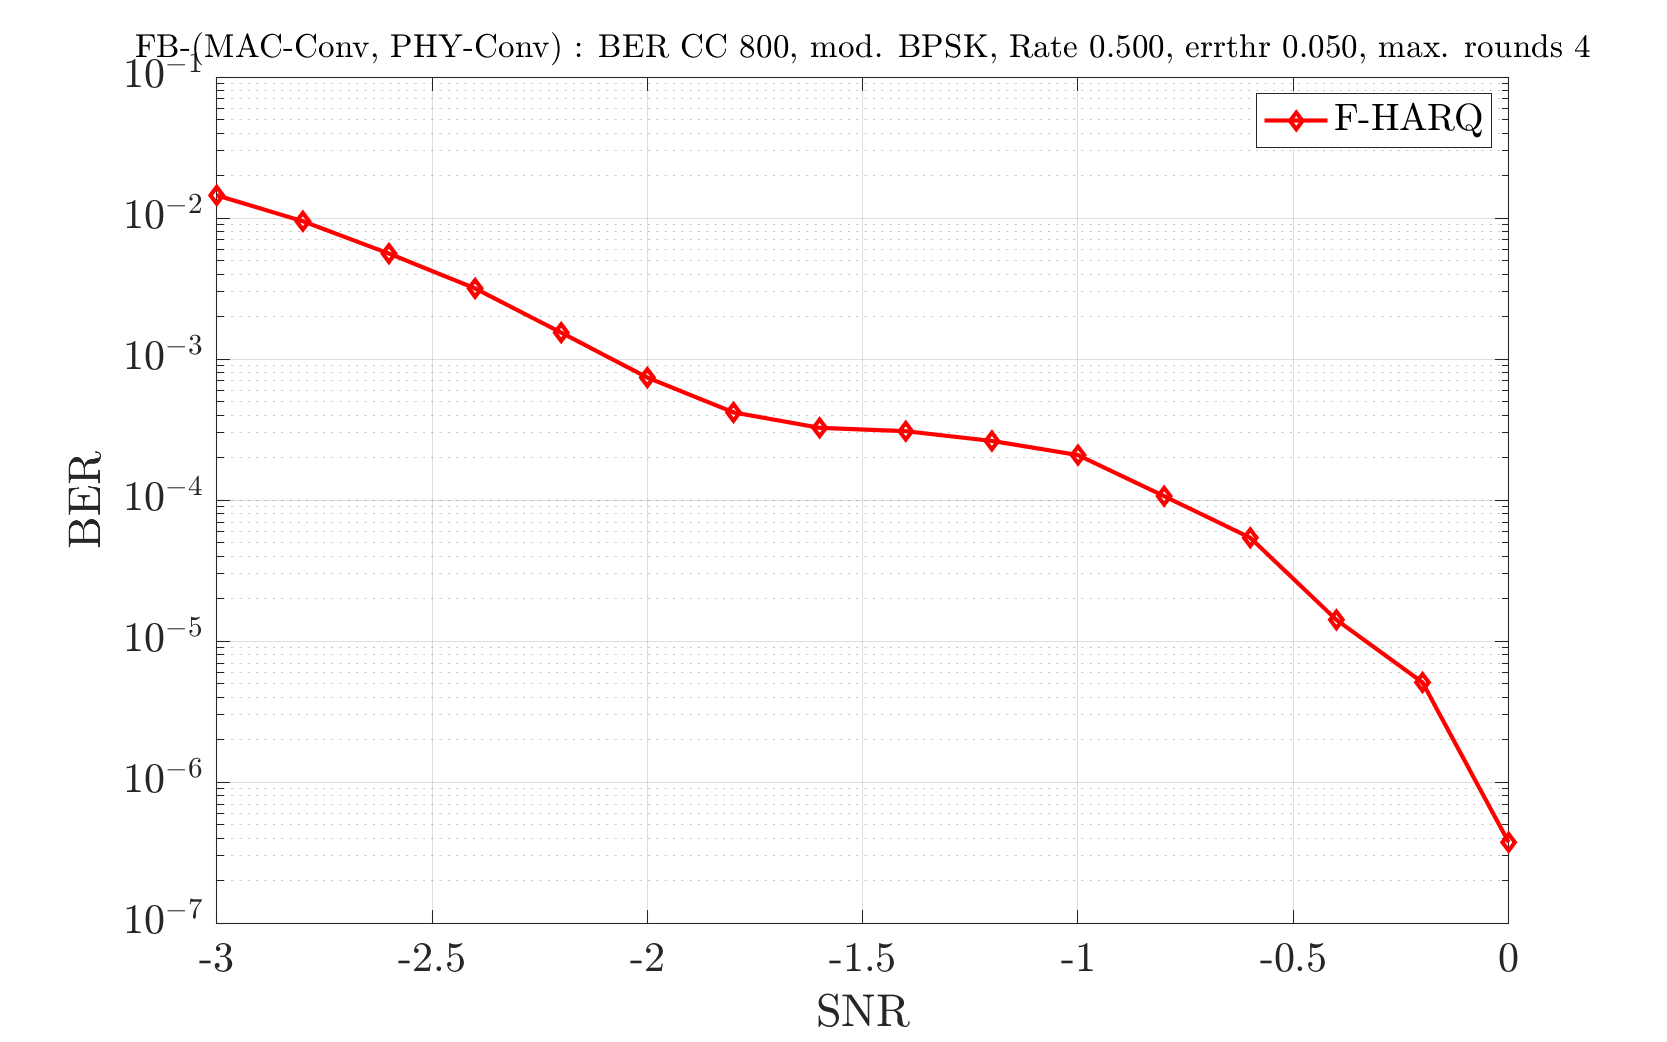 FB-(MAC-Conv, PHY-Conv) : BER CC 800, mod. BPSK, Rate 0.500, errthr 0.050, max. rounds 4
F-HARQ
10^{-1}
10^{-2}
10^{-3}
10^{-4}
10^{-5}
10^{-6}
10^{-7}
BER
-3 -2.5 -2 -1.5 -1 -0.5 0
SNR